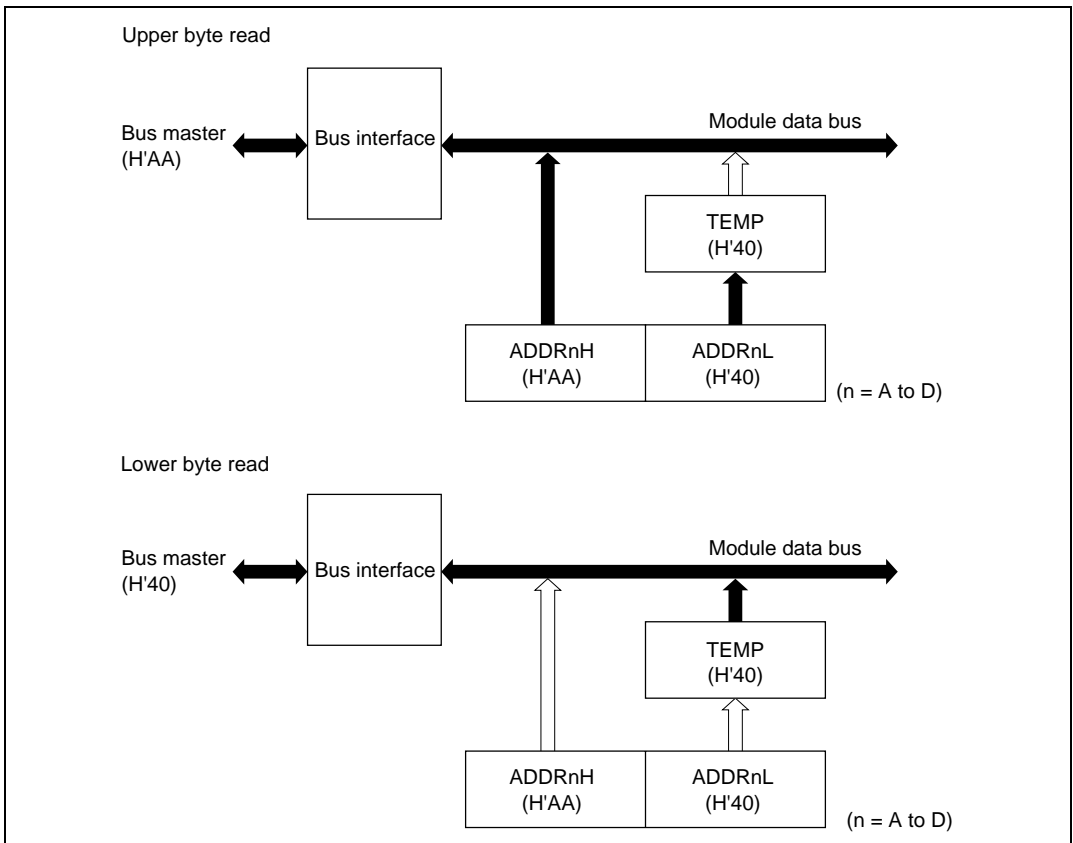 Upper byte read
Bus master
(H'AA)
Bus interface
Module data bus
TEMP
(H'40)
ADDRnH
(H'AA)
ADDRnL
(H'40)
(n = A to D)
Lower byte read
Bus master
(H'40)
Bus interface
Module data bus
TEMP
(H'40)
ADDRnH
(H'AA)
ADDRnL
(H'40)
(n = A to D)